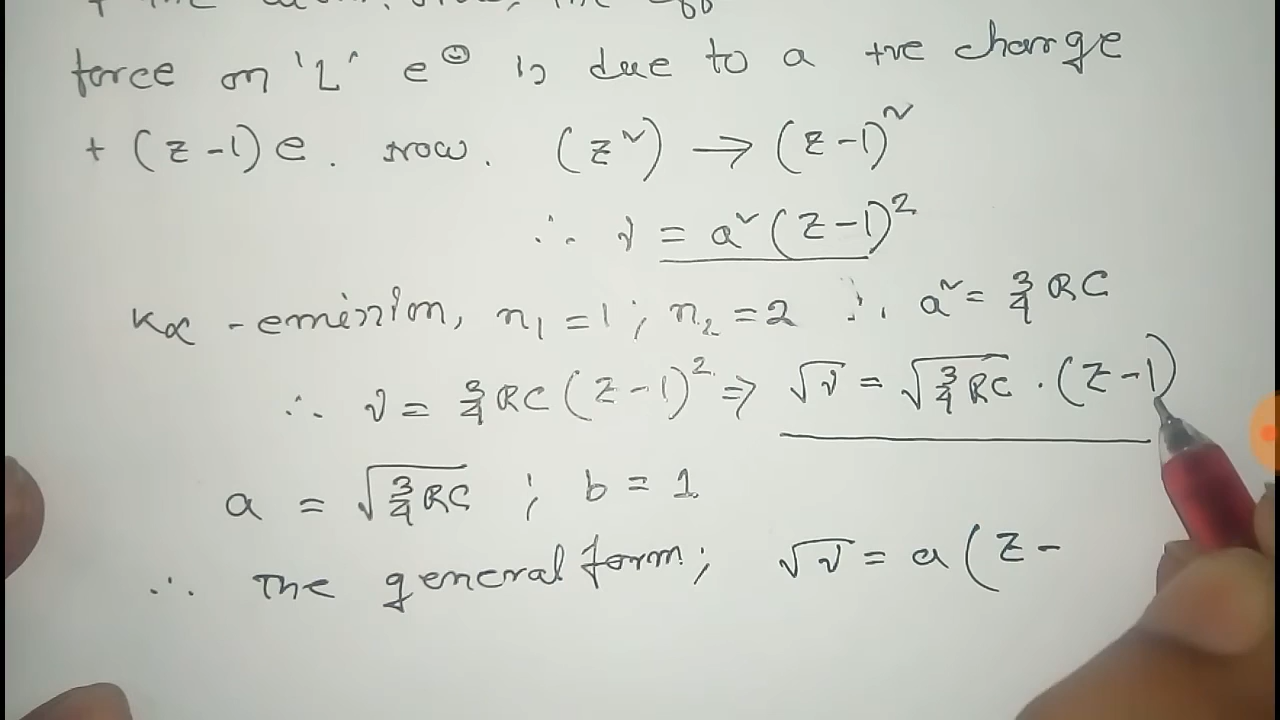 force on 'L' e⊖ is due to a +ve charge
+ (z-1)e. Now. (z²) → (z-1)²
∴ ν = a²(z-1)²
Kα - emission, n₁ = 1 ; n₂ = 2 ∴ a² = 3/4 RC
∴ ν = 3/4 RC (z-1)² ⇒ √ν = √(3/4 RC) · (z-1)
a = √(3/4 RC) ; b = 1
∴ The general form; √ν = a (z -